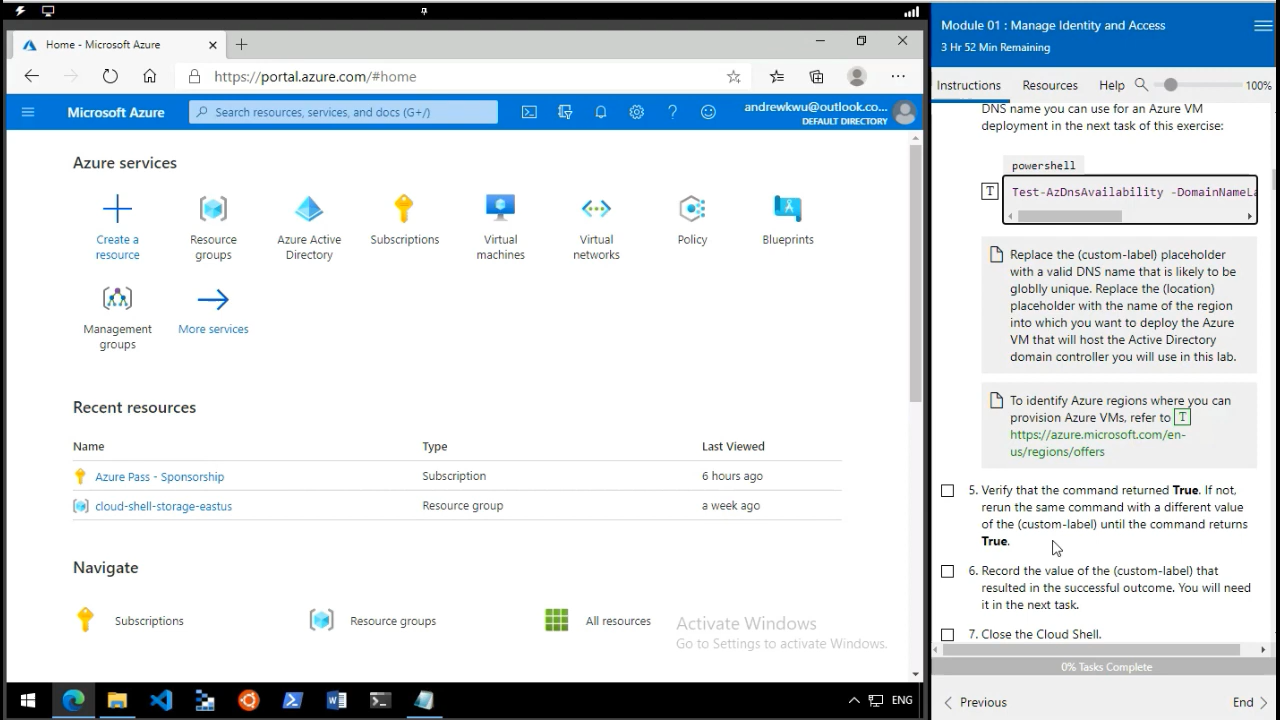 Home - Microsoft Azure
https://portal.azure.com/#home
Microsoft Azure
Search resources, services, and docs (G+/)
andrewkwu@outlook.co...
DEFAULT DIRECTORY
Azure services
Create a resource
Resource groups
Azure Active Directory
Subscriptions
Virtual machines
Virtual networks
Policy
Blueprints
Management groups
More services
Recent resources
Name Type Last Viewed
Azure Pass - Sponsorship Subscription 6 hours ago
cloud-shell-storage-eastus Resource group a week ago
Navigate
Subscriptions
Resource groups
All resources
Activate Windows
Go to Settings to activate Windows.
ENG
Module 01 : Manage Identity and Access
3 Hr 52 Min Remaining
Instructions Resources Help 100%
DNS name you can use for an Azure VM
deployment in the next task of this exercise:
powershell
T Test-AzDnsAvailability -DomainNameLa
Replace the (custom-label) placeholder
with a valid DNS name that is likely to be
globlly unique. Replace the (location)
placeholder with the name of the region
into which you want to deploy the Azure
VM that will host the Active Directory
domain controller you will use in this lab.
To identify Azure regions where you can
provision Azure VMs, refer to T
https://azure.microsoft.com/en-
us/regions/offers
5. Verify that the command returned True. If not,
rerun the same command with a different value
of the (custom-label) until the command returns
True.
6. Record the value of the (custom-label) that
resulted in the successful outcome. You will need
it in the next task.
7. Close the Cloud Shell.
0% Tasks Complete
Previous
End